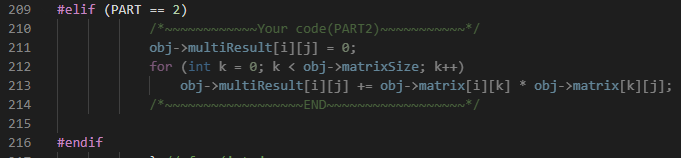 209 #elif (PART == 2)
210 /*~~~~~~~~~~~~Your code(PART2)~~~~~~~~~~~*/
211 obj->multiResult[i][j] = 0;
212 for (int k = 0; k < obj->matrixSize; k++)
213 obj->multiResult[i][j] += obj->matrix[i][k] * obj->matrix[k][j];
214 /*~~~~~~~~~~~~~~~~~~END~~~~~~~~~~~~~~~~~~*/
215
216 #endif